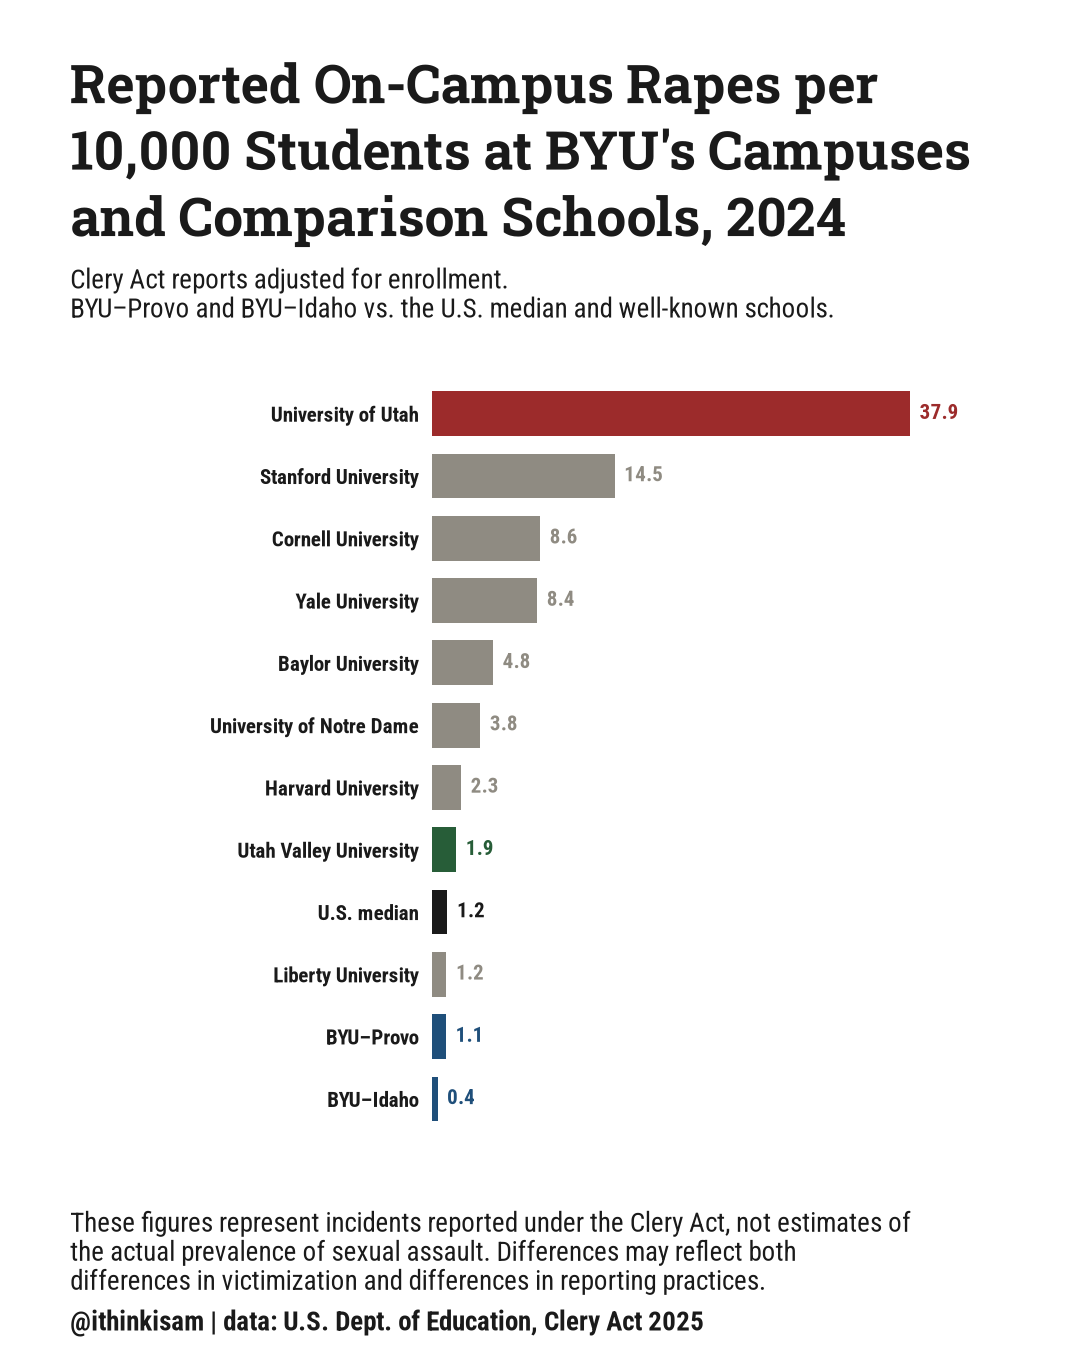 Reported On-Campus Rapes per
10,000 Students at BYU's Campuses
and Comparison Schools, 2024
Clery Act reports adjusted for enrollment.
BYU–Provo and BYU–Idaho vs. the U.S. median and well-known schools.
University of Utah 37.9
Stanford University 14.5
Cornell University 8.6
Yale University 8.4
Baylor University 4.8
University of Notre Dame 3.8
Harvard University 2.3
Utah Valley University 1.9
U.S. median 1.2
Liberty University 1.2
BYU–Provo 1.1
BYU–Idaho 0.4
These figures represent incidents reported under the Clery Act, not estimates of
the actual prevalence of sexual assault. Differences may reflect both
differences in victimization and differences in reporting practices.
@ithinkisam | data: U.S. Dept. of Education, Clery Act 2025